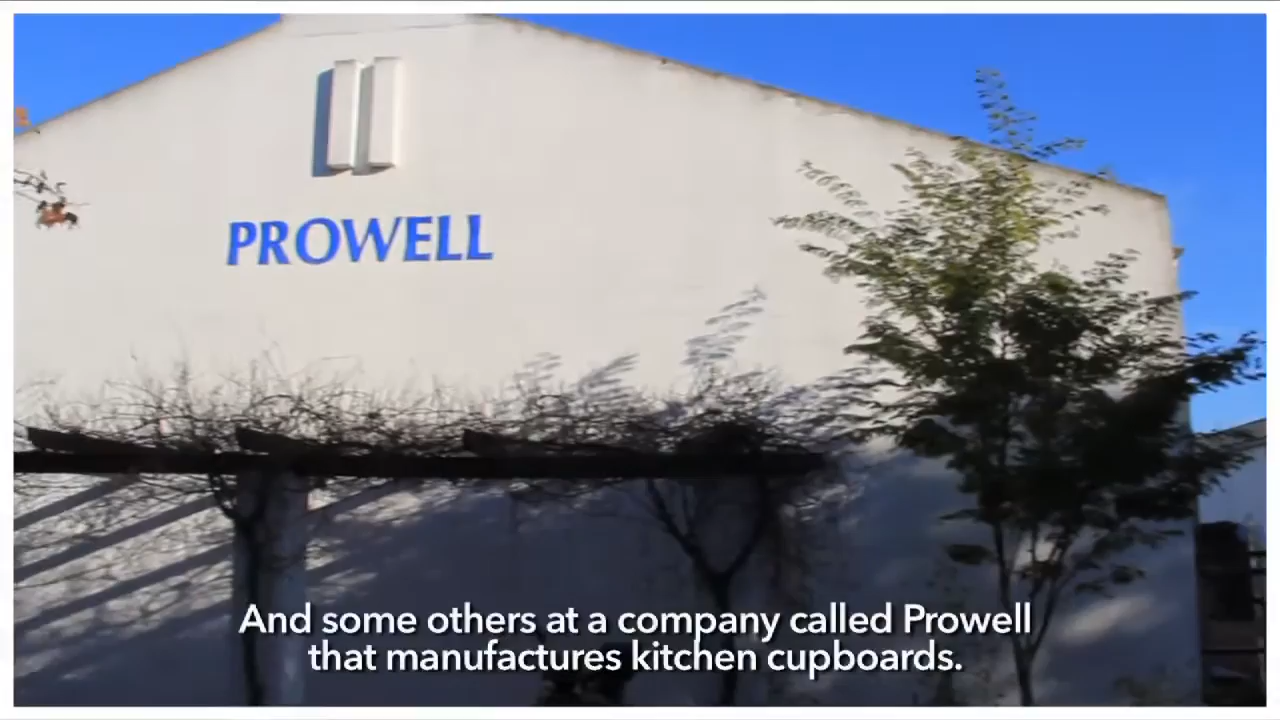 PROWELL
And some others at a company called Prowell
that manufactures kitchen cupboards.